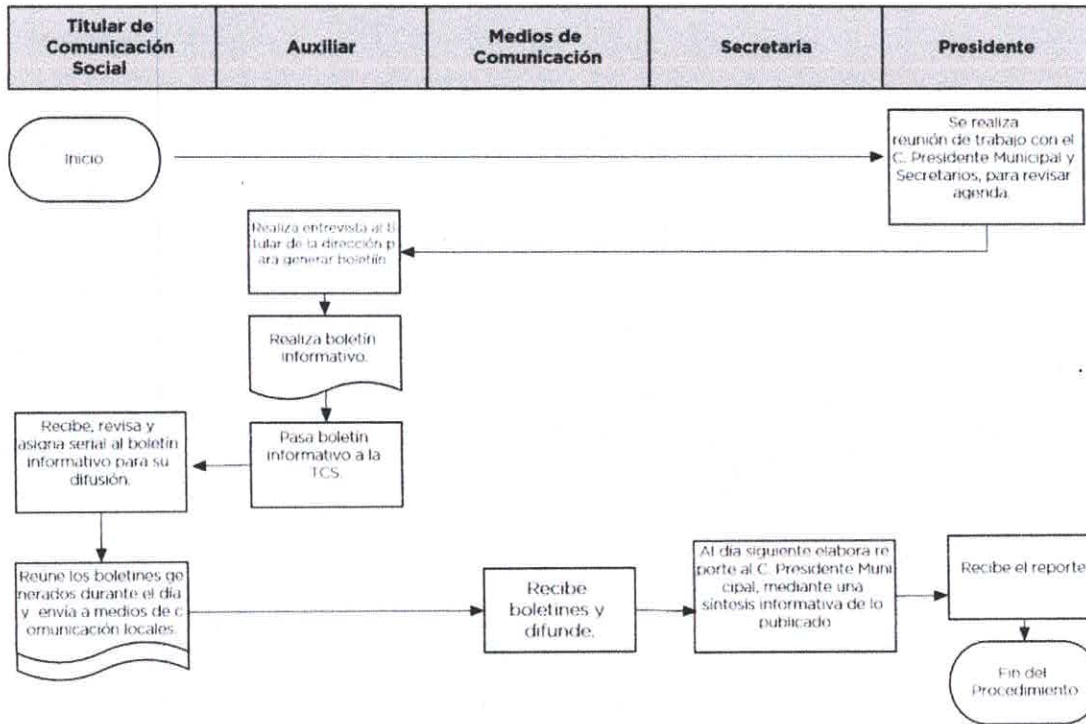 Titular de
Comunicación
Social
Auxiliar
Medios de
Comunicación
Secretaria
Presidente
Inicio
Se realiza
reunión de trabajo con el
C. Presidente Municipal y
Secretarios, para revisar
agenda.
Realiza entrevista al ti
tular de la dirección p
ara generar boletiín
Realiza boletín
informativo.
Pasa boletín
informativo a la
TCS.
Recibe, revisa y
asigna serial al boletín
informativo para su
difusión.
Reune los boletines ge
nerados durante el día
y envía a medios de c
omunicación locales.
Recibe
boletines y
difunde.
Al día siguiente elabora re
porte al C. Presidente Muni
cipal, mediante una
síntesis informativa de lo
publicado
Recibe el reporte
Fin del
Procedimiento